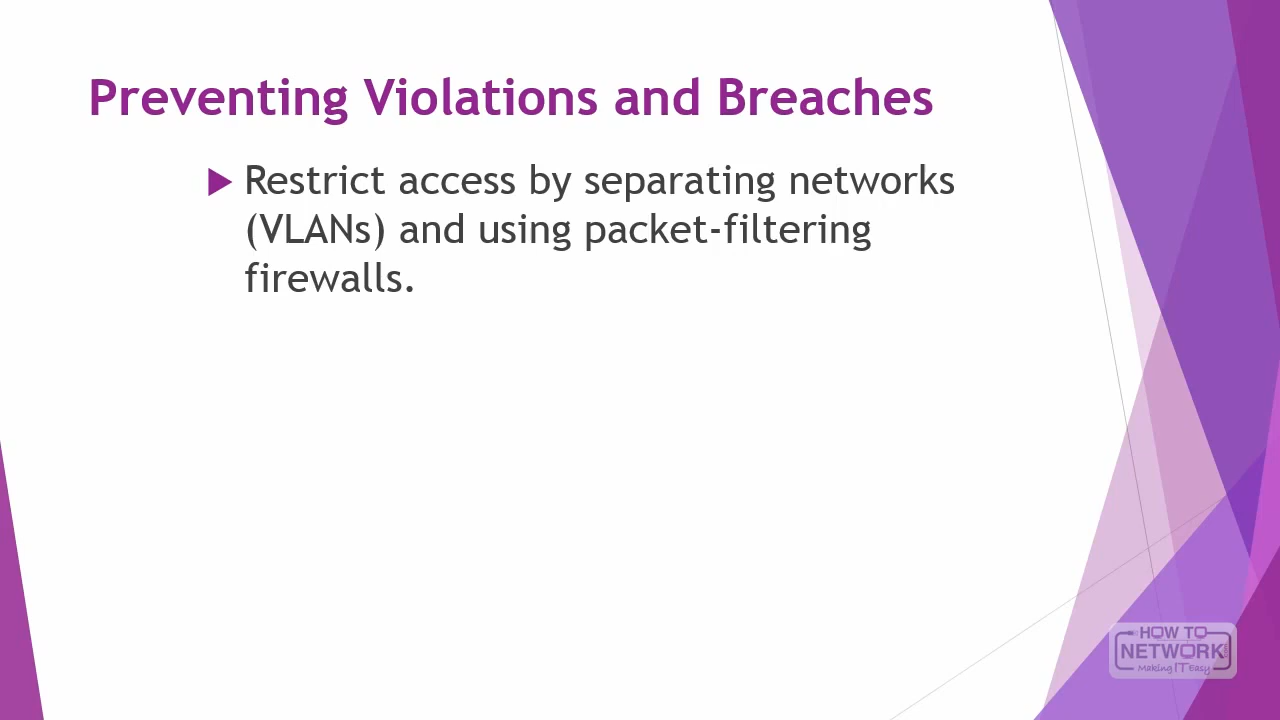 Preventing Violations and Breaches
Restrict access by separating networks
(VLANs) and using packet-filtering
firewalls.
HOW TO
NETWORK
Making IT Easy